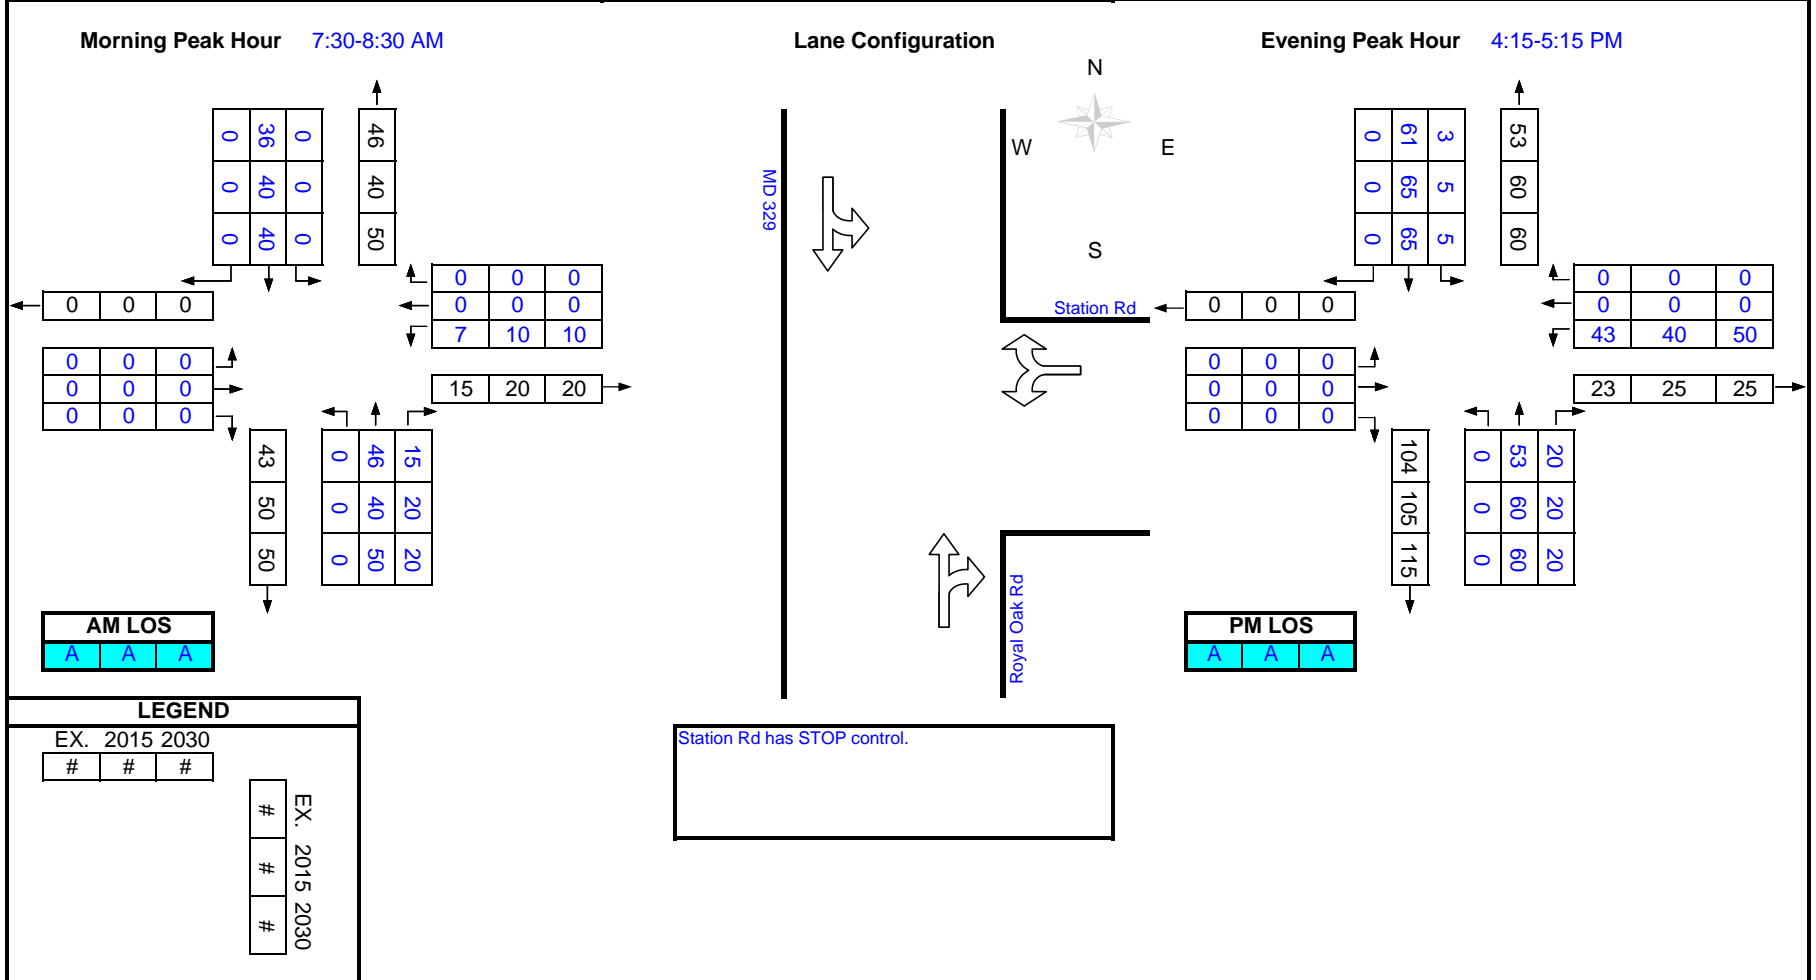 Morning Peak Hour 7:30-8:30 AM
Lane Configuration
Evening Peak Hour 4:15-5:15 PM
0 36 0
0 40 0
0 40 0
46
40
50
0 0 0
0 0 0
0 0 0
7 10 10
0 0 0
0 0 0
0 0 0
15 20 20
43
50
50
0 46 15
0 40 20
0 50 20
AM LOS
A A A
N
W E
S
MD 329
Station Rd
Royal Oak Rd
Station Rd has STOP control.
0 61 3
0 65 5
0 65 5
53
60
60
0 0 0
0 0 0
0 0 0
43 40 50
0 0 0
0 0 0
0 0 0
23 25 25
104
105
115
0 53 20
0 60 20
0 60 20
PM LOS
A A A
LEGEND
EX. 2015 2030
# # #
EX. 2015 2030
# # #